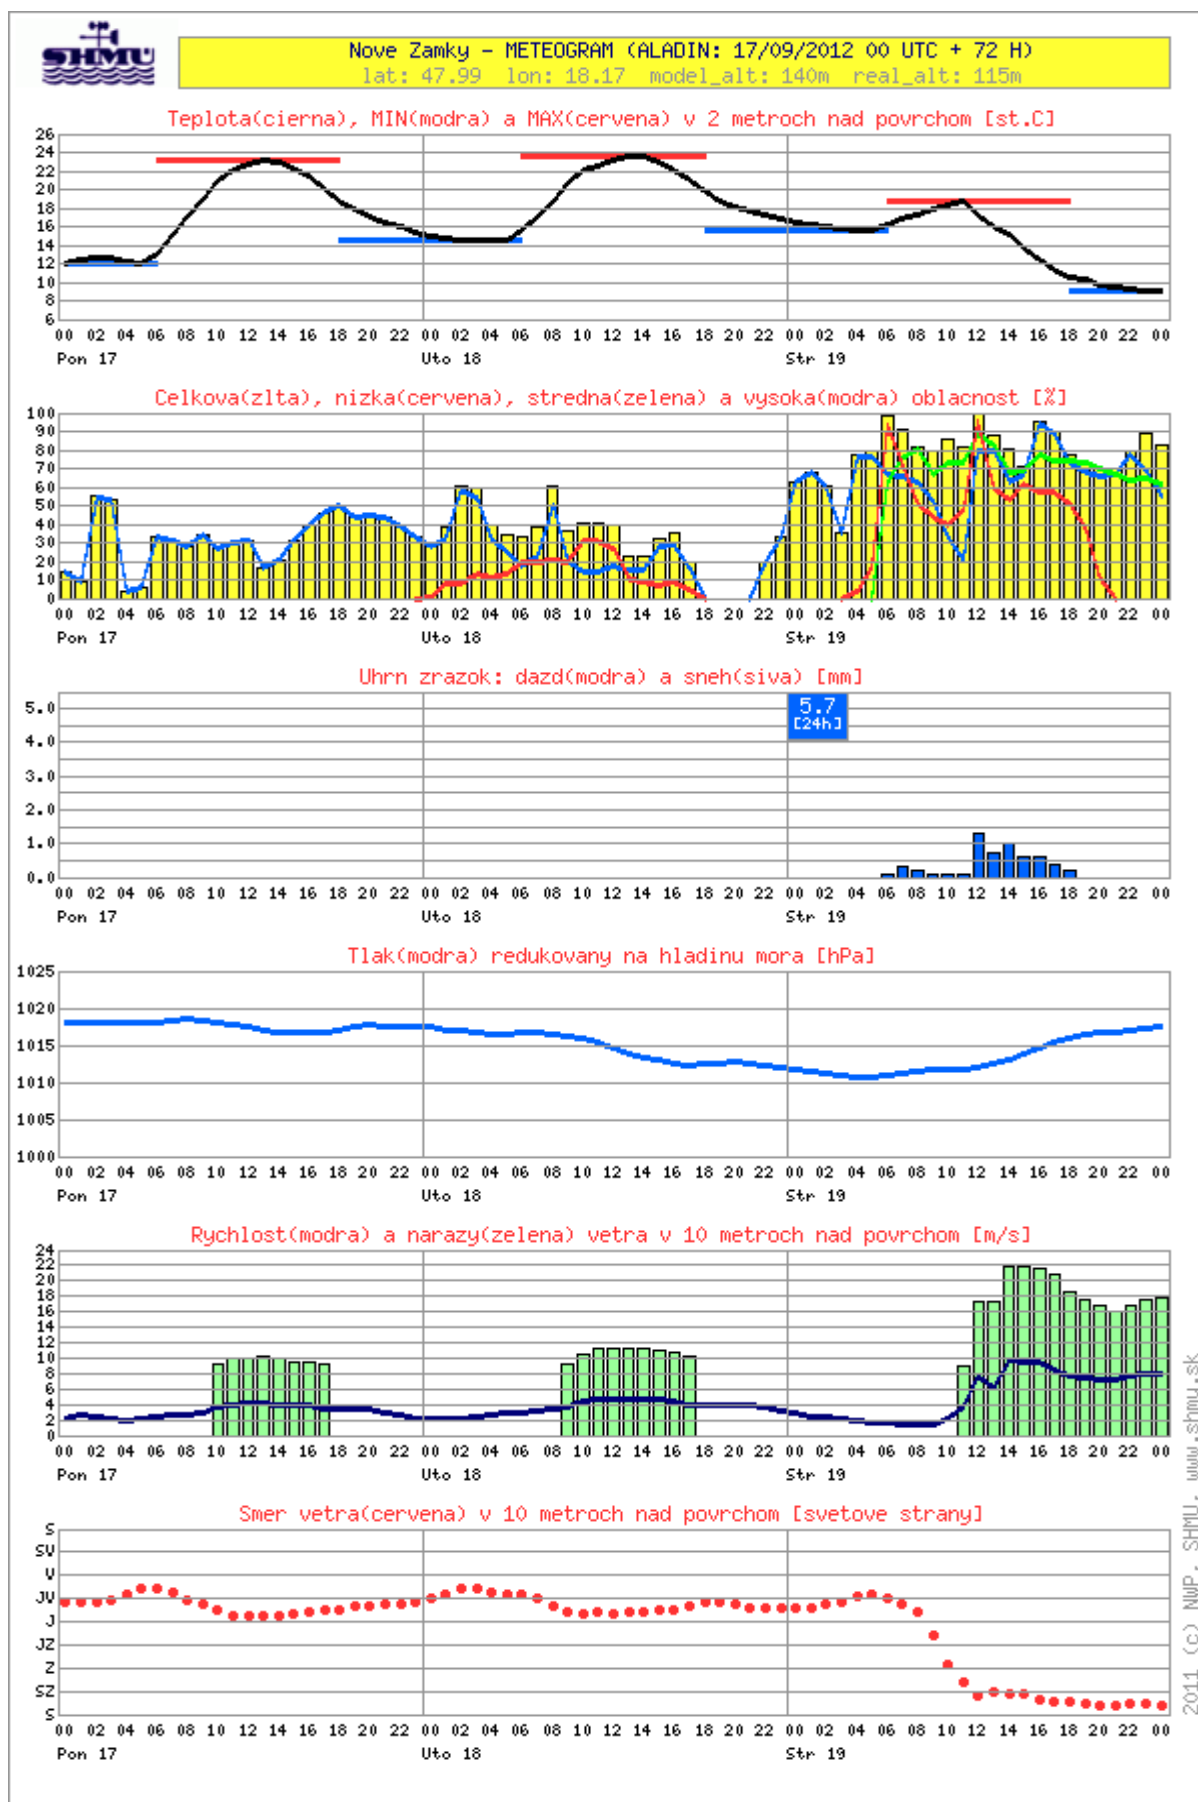 SHMU
Nove Zamky - METEOGRAM (ALADIN: 17/09/2012 00 UTC + 72 H)
lat: 47.99 lon: 18.17 model_alt: 140m real_alt: 115m
Teplota(cierna), MIN(modra) a MAX(cervena) v 2 metroch nad povrchom [st.C]
26
24
22
20
18
16
14
12
10
8
6
00 02 04 06 08 10 12 14 16 18 20 22 00 02 04 06 08 10 12 14 16 18 20 22 00 02 04 06 08 10 12 14 16 18 20 22 00
Pon 17 Uto 18 Str 19
Celkova(zlta), nizka(cervena), stredna(zelena) a vysoka(modra) oblacnost [%]
100
90
80
70
60
50
40
30
20
10
0
00 02 04 06 08 10 12 14 16 18 20 22 00 02 04 06 08 10 12 14 16 18 20 22 00 02 04 06 08 10 12 14 16 18 20 22 00
Pon 17 Uto 18 Str 19
Uhrn zrazok: dazd(modra) a sneh(siva) [mm]
5.0
4.0
3.0
2.0
1.0
0.0
5.7
[24h]
00 02 04 06 08 10 12 14 16 18 20 22 00 02 04 06 08 10 12 14 16 18 20 22 00 02 04 06 08 10 12 14 16 18 20 22 00
Pon 17 Uto 18 Str 19
Tlak(modra) redukovany na hladinu mora [hPa]
1025
1020
1015
1010
1005
1000
00 02 04 06 08 10 12 14 16 18 20 22 00 02 04 06 08 10 12 14 16 18 20 22 00 02 04 06 08 10 12 14 16 18 20 22 00
Pon 17 Uto 18 Str 19
Rychlost(modra) a narazy(zelena) vetra v 10 metroch nad povrchom [m/s]
24
22
20
18
16
14
12
10
8
6
4
2
0
00 02 04 06 08 10 12 14 16 18 20 22 00 02 04 06 08 10 12 14 16 18 20 22 00 02 04 06 08 10 12 14 16 18 20 22 00
Pon 17 Uto 18 Str 19
Smer vetra(cervena) v 10 metroch nad povrchom [svetove strany]
S
SV
V
JV
J
JZ
Z
SZ
S
00 02 04 06 08 10 12 14 16 18 20 22 00 02 04 06 08 10 12 14 16 18 20 22 00 02 04 06 08 10 12 14 16 18 20 22 00
Pon 17 Uto 18 Str 19
2011 (c) NWP, SHMU, www.shmu.sk